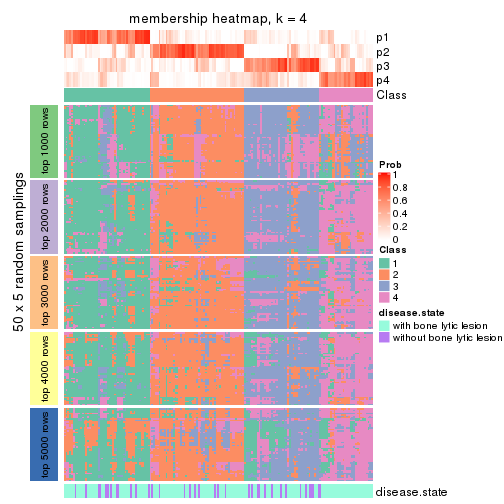 membership heatmap, k = 4
p1
p2
p3
p4
Class
50 x 5 random samplings
top 1000 rows
top 2000 rows
top 3000 rows
top 4000 rows
top 5000 rows
disease.state
Prob
1
0.8
0.6
0.4
0.2
0
Class
1
2
3
4
disease.state
with bone lytic lesion
without bone lytic lesion